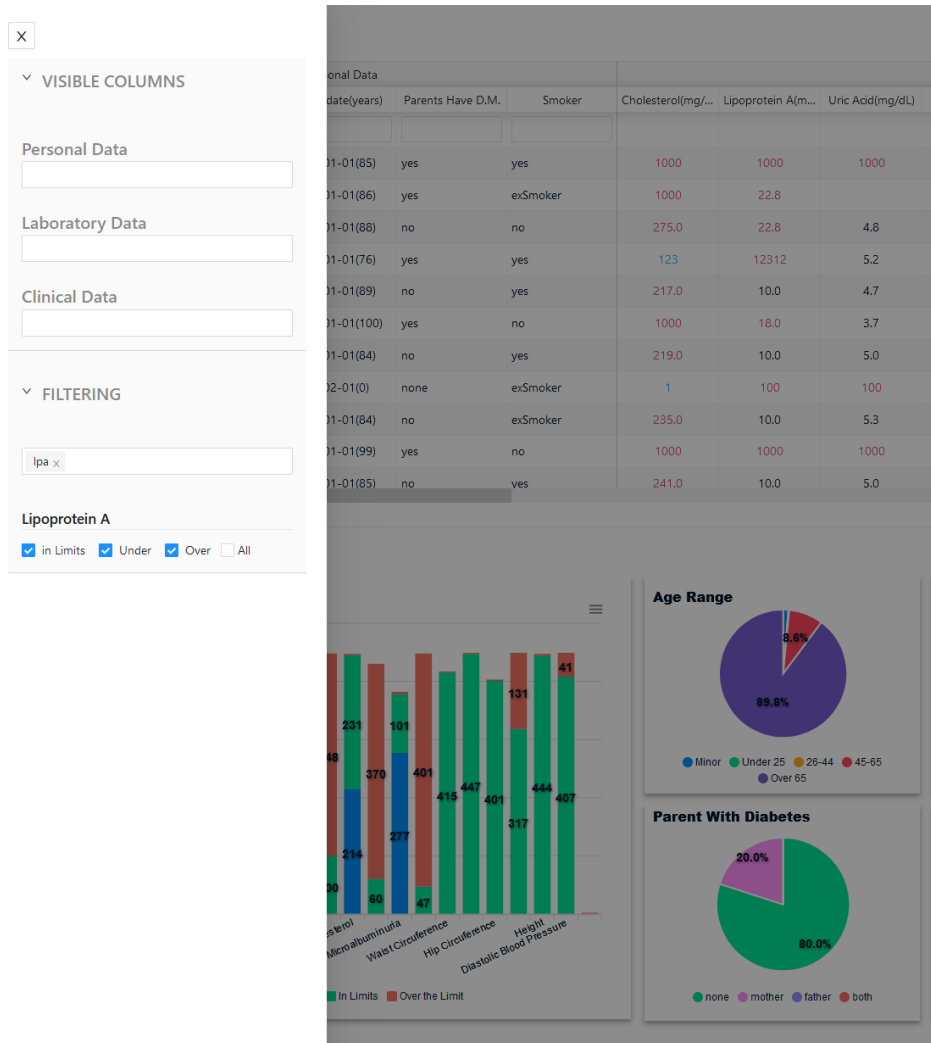 X
VISIBLE COLUMNS
Personal Data
Laboratory Data
Clinical Data
FILTERING
lpa x
Lipoprotein A
in Limits Under Over All
onal Data
date(years) Parents Have D.M. Smoker Cholesterol(mg/... Lipoprotein A(m... Uric Acid(mg/dL)
01-01(85) yes yes 1000 1000 1000
01-01(86) yes exSmoker 1000 22.8
01-01(88) no no 275.0 22.8 4.8
01-01(76) yes yes 123 12312 5.2
01-01(89) no yes 217.0 10.0 4.7
01-01(100) yes no 1000 18.0 3.7
01-01(84) no yes 219.0 10.0 5.0
02-01(0) none exSmoker 1 100 100
01-01(84) no exSmoker 235.0 10.0 5.3
01-01(99) yes no 1000 1000 1000
01-01(85) no yes 241.0 10.0 5.0
41
131
231 101
48 370 401 415 447 401 444 407
317
277
214
00 60 47
sterol Microalbuminuria Waist Circuference Hip Circuference Height Diastolic Blood Pressure
In Limits Over the Limit
Age Range
8.6%
89.8%
Minor Under 25 26-44 45-65
Over 65
Parent With Diabetes
20.0%
80.0%
none mother father both